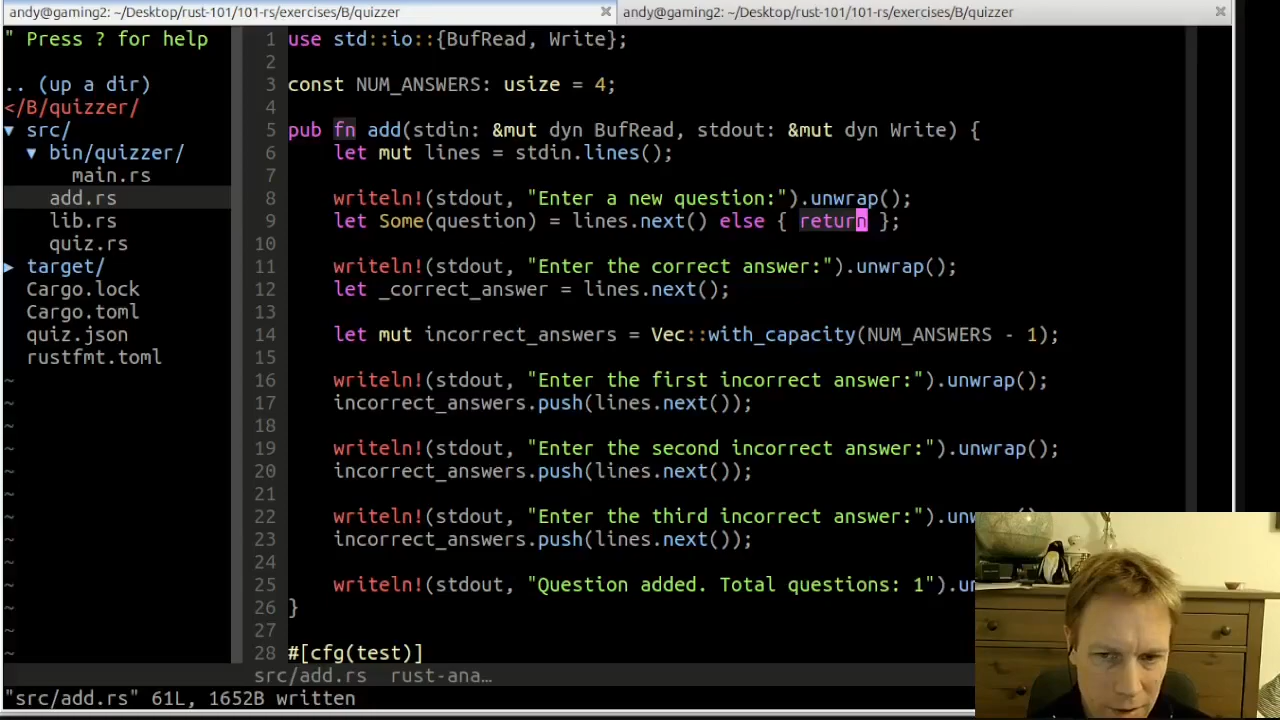 andy@gaming2: ~/Desktop/rust-101/101-rs/exercises/B/quizzer × andy@gaming2: ~/Desktop/rust-101/101-rs/exercises/B/quizzer ×
" Press ? for help
.. (up a dir)
</B/quizzer/
▼ src/
▼ bin/quizzer/
main.rs
add.rs
lib.rs
quiz.rs
▶ target/
Cargo.lock
Cargo.toml
quiz.json
rustfmt.toml
~
~
~
~
~
~
~
~
~
~
~
~
~
1 use std::io::{BufRead, Write};
2
3 const NUM_ANSWERS: usize = 4;
4
5 pub fn add(stdin: &mut dyn BufRead, stdout: &mut dyn Write) {
6     let mut lines = stdin.lines();
7
8     writeln!(stdout, "Enter a new question:").unwrap();
9     let Some(question) = lines.next() else { return };
10
11     writeln!(stdout, "Enter the correct answer:").unwrap();
12     let _correct_answer = lines.next();
13
14     let mut incorrect_answers = Vec::with_capacity(NUM_ANSWERS - 1);
15
16     writeln!(stdout, "Enter the first incorrect answer:").unwrap();
17     incorrect_answers.push(lines.next());
18
19     writeln!(stdout, "Enter the second incorrect answer:").unwrap();
20     incorrect_answers.push(lines.next());
21
22     writeln!(stdout, "Enter the third incorrect answer:")
23     incorrect_answers.push(lines.next());
24
25     writeln!(stdout, "Question added. Total questions: 1")
26 }
27
28 #[cfg(test)]
src/add.rs rust-ana…
"src/add.rs" 61L, 1652B written